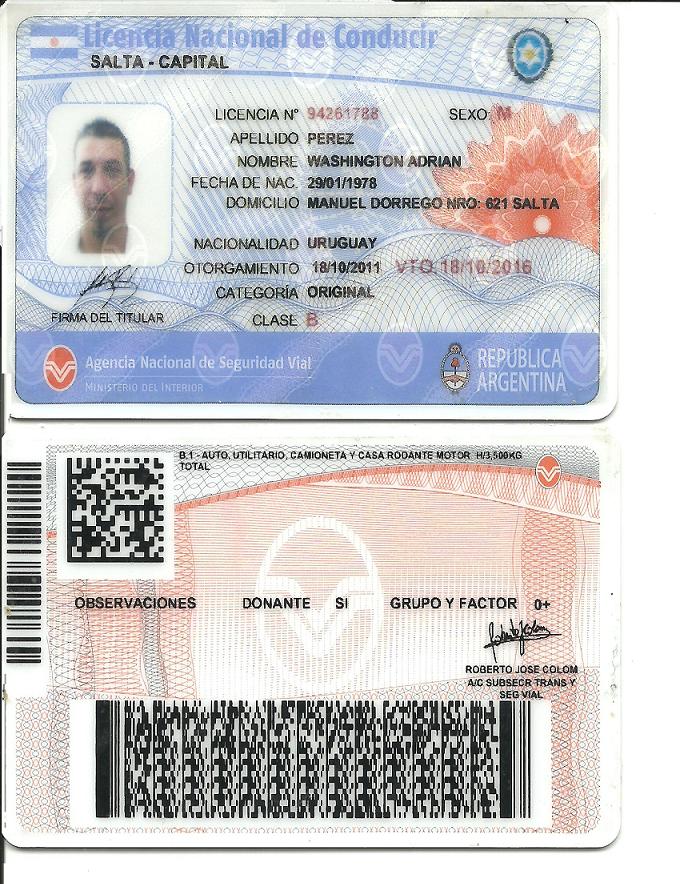 Licencia Nacional de Conducir
SALTA - CAPITAL
LICENCIA N° 94261788 SEXO: M
APELLIDO PEREZ
NOMBRE WASHINGTON ADRIAN
FECHA DE NAC. 29/01/1978
DOMICILIO MANUEL DORREGO NRO: 621 SALTA
NACIONALIDAD URUGUAY
OTORGAMIENTO 18/10/2011 VTO. 18/10/2016
CATEGORÍA ORIGINAL
FIRMA DEL TITULAR
CLASE B
Agencia Nacional de Seguridad Vial
MINISTERIO DEL INTERIOR
REPUBLICA
ARGENTINA
B.1 - AUTO, UTILITARIO, CAMIONETA Y CASA RODANTE MOTOR H/3,500KG
TOTAL
OBSERVACIONES DONANTE SI GRUPO Y FACTOR 0+
ROBERTO JOSE COLOM
A/C SUBSECR TRANS Y
SEG VIAL